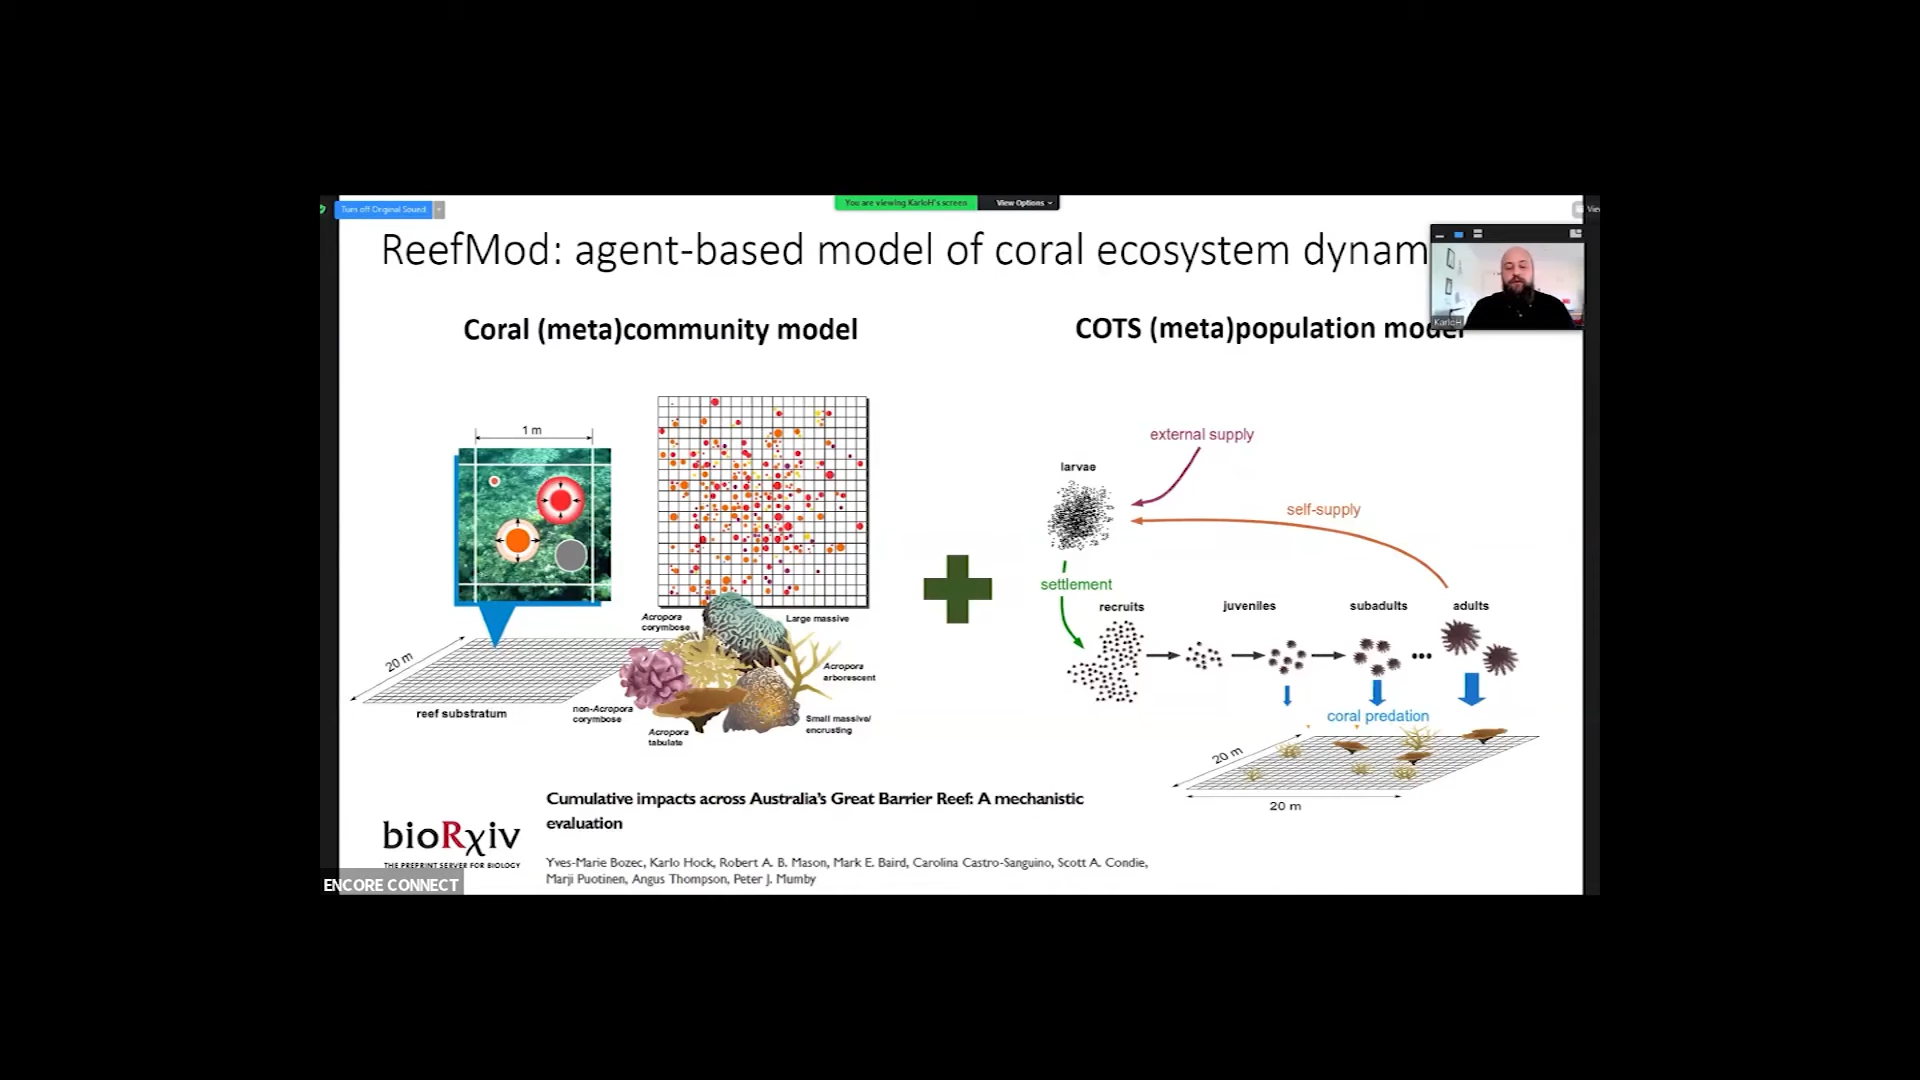 Turn off Original Sound
You are viewing KarloH's screen
View Options
ReefMod: agent-based model of coral ecosystem dynam
KarloH
Coral (meta)community model
COTS (meta)population model
1 m
20 m
reef substratum
Acropora
corymbose
Large massive
Acropora
arborescent
non-Acropora
corymbose
Small massive/
encrusting
Acropora
tabulate
external supply
larvae
self-supply
settlement
recruits
juveniles
subadults
adults
coral predation
20 m
20 m
Cumulative impacts across Australia's Great Barrier Reef: A mechanistic
evaluation
bioRχiv
THE PREPRINT SERVER FOR BIOLOGY
Yves-Marie Bozec, Karlo Hock, Robert A. B. Mason, Mark E. Baird, Carolina Castro-Sanguino, Scott A. Condie,
Marji Puotinen, Angus Thompson, Peter J. Mumby
ENCORE CONNECT